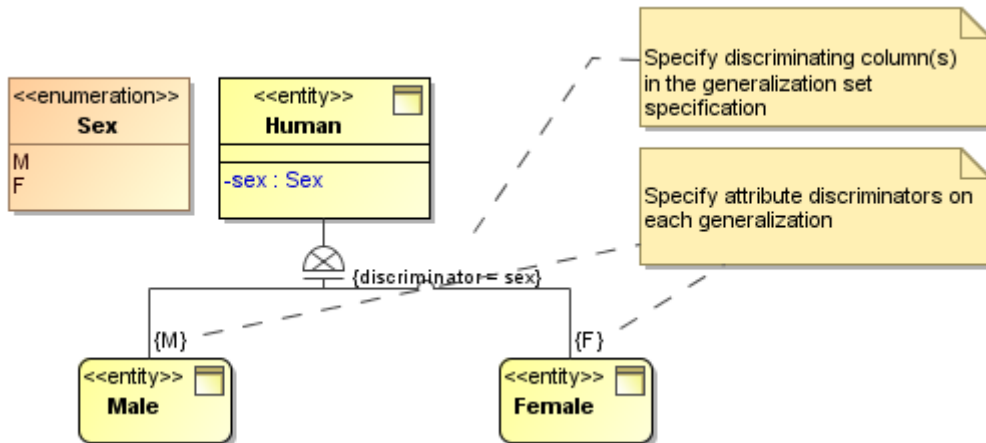 <<enumeration>>
Sex
M
F
<<entity>>
Human
-sex : Sex
Specify discriminating column(s)
in the generalization set
specification
Specify attribute discriminators on
each generalization
{discriminator= sex}
{M}
{F}
<<entity>>
Male
<<entity>>
Female